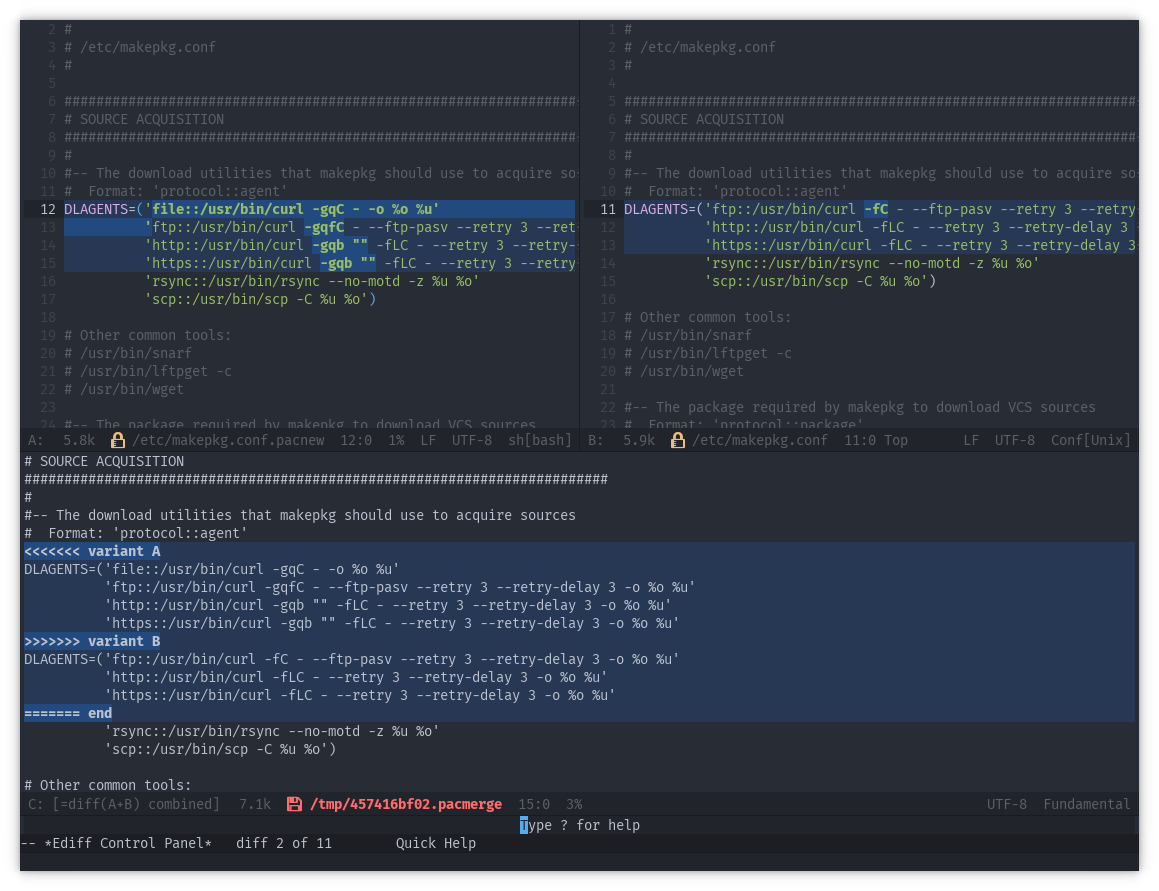 2 #
3 # /etc/makepkg.conf
4 #
5
6 ################################################################
7 # SOURCE ACQUISITION
8 ################################################################
9 #
10 #-- The download utilities that makepkg should use to acquire so
11 #  Format: 'protocol::agent'
12 DLAGENTS=('file::/usr/bin/curl -gqC - -o %o %u'
13           'ftp::/usr/bin/curl -gqfC - --ftp-pasv --retry 3 --ret
14           'http::/usr/bin/curl -gqb "" -fLC - --retry 3 --retry-
15           'https::/usr/bin/curl -gqb "" -fLC - --retry 3 --retry
16           'rsync::/usr/bin/rsync --no-motd -z %u %o'
17           'scp::/usr/bin/scp -C %u %o')
18
19 # Other common tools:
20 # /usr/bin/snarf
21 # /usr/bin/lftpget -c
22 # /usr/bin/wget
23
24 #-- The package required by makepkg to download VCS sources
A: 5.8k /etc/makepkg.conf.pacnew 12:0 1% LF UTF-8 sh[bash]
1 #
2 # /etc/makepkg.conf
3 #
4
5 ################################################################
6 # SOURCE ACQUISITION
7 ################################################################
8 #
9 #-- The download utilities that makepkg should use to acquire so
10 #  Format: 'protocol::agent'
11 DLAGENTS=('ftp::/usr/bin/curl -fC - --ftp-pasv --retry 3 --retry
12           'http::/usr/bin/curl -fLC - --retry 3 --retry-delay 3
13           'https::/usr/bin/curl -fLC - --retry 3 --retry-delay 3
14           'rsync::/usr/bin/rsync --no-motd -z %u %o'
15           'scp::/usr/bin/scp -C %u %o')
16
17 # Other common tools:
18 # /usr/bin/snarf
19 # /usr/bin/lftpget -c
20 # /usr/bin/wget
21
22 #-- The package required by makepkg to download VCS sources
23 #  Format: 'protocol::package'
B: 5.9k /etc/makepkg.conf 11:0 Top LF UTF-8 Conf[Unix]
# SOURCE ACQUISITION
#########################################################################
#
#-- The download utilities that makepkg should use to acquire sources
#  Format: 'protocol::agent'
<<<<<<< variant A
DLAGENTS=('file::/usr/bin/curl -gqC - -o %o %u'
          'ftp::/usr/bin/curl -gqfC - --ftp-pasv --retry 3 --retry-delay 3 -o %o %u'
          'http::/usr/bin/curl -gqb "" -fLC - --retry 3 --retry-delay 3 -o %o %u'
          'https::/usr/bin/curl -gqb "" -fLC - --retry 3 --retry-delay 3 -o %o %u'
>>>>>>> variant B
DLAGENTS=('ftp::/usr/bin/curl -fC - --ftp-pasv --retry 3 --retry-delay 3 -o %o %u'
          'http::/usr/bin/curl -fLC - --retry 3 --retry-delay 3 -o %o %u'
          'https::/usr/bin/curl -fLC - --retry 3 --retry-delay 3 -o %o %u'
======= end
          'rsync::/usr/bin/rsync --no-motd -z %u %o'
          'scp::/usr/bin/scp -C %u %o')

# Other common tools:
C: [=diff(A+B) combined] 7.1k /tmp/457416bf02.pacmerge 15:0 3% UTF-8 Fundamental
Type ? for help
-- *Ediff Control Panel* diff 2 of 11 Quick Help